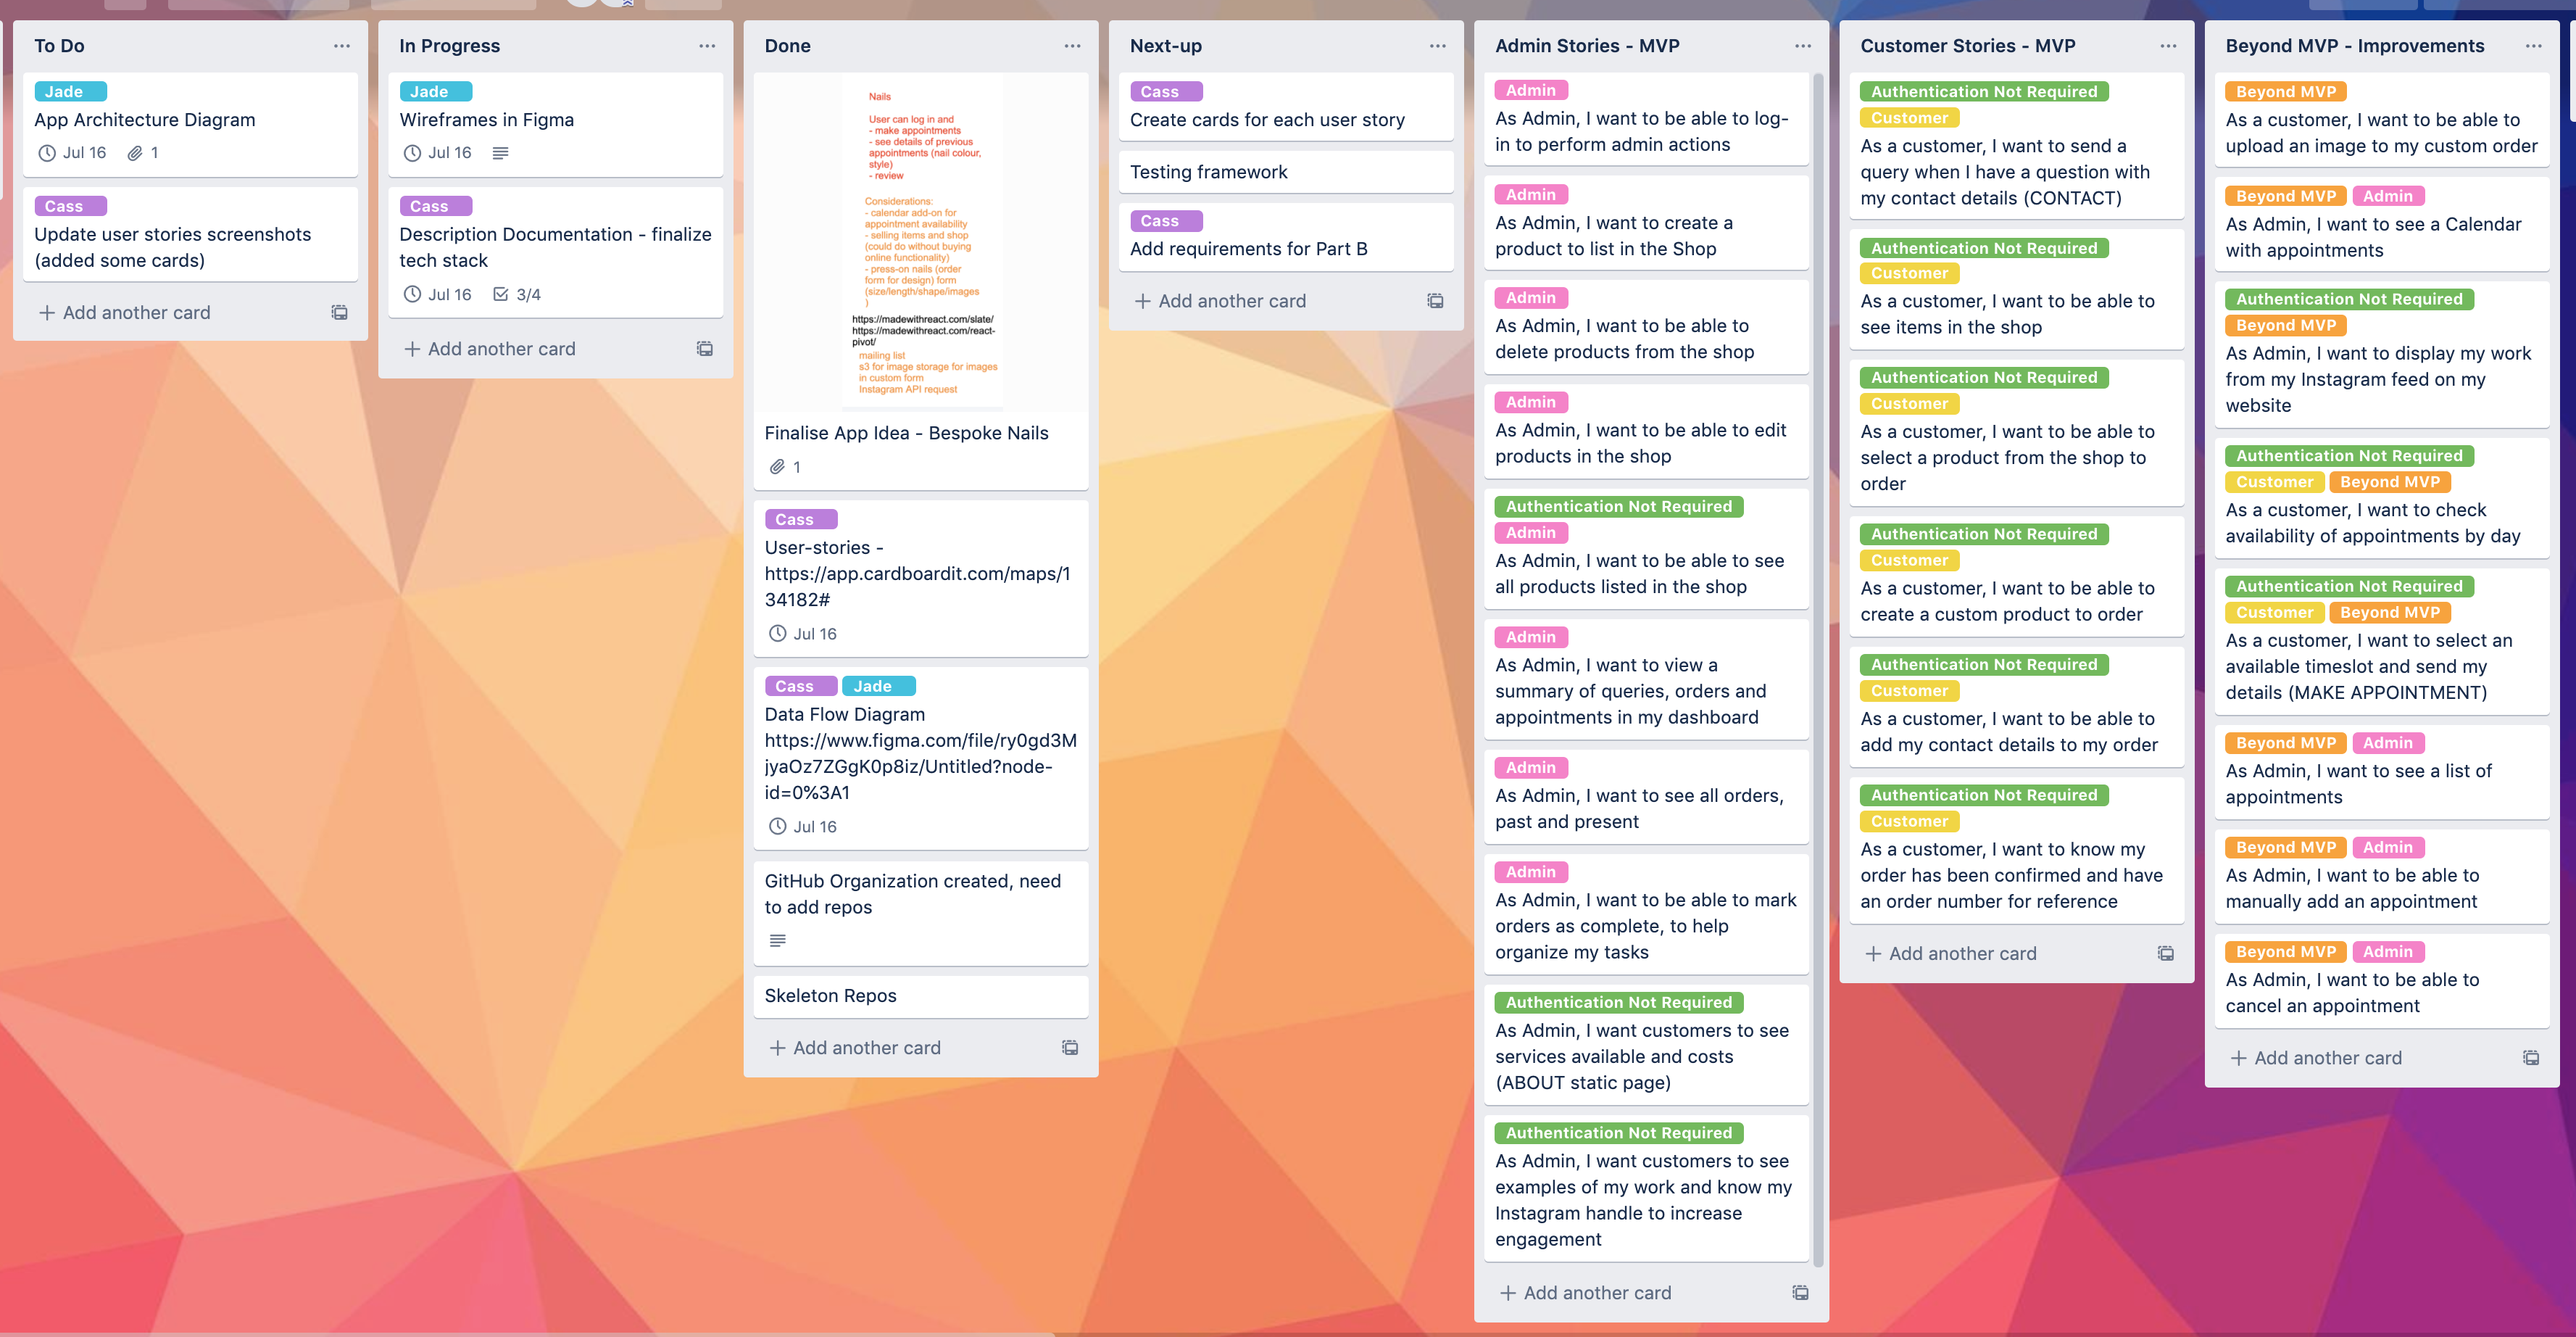 To Do
Jade
App Architecture Diagram
Jul 16 1
Cass
Update user stories screenshots
(added some cards)
+ Add another card
In Progress
Jade
Wireframes in Figma
Jul 16
Cass
Description Documentation - finalize
tech stack
Jul 16 3/4
+ Add another card
Done
Nails
User can log in and
- make appointments
- see details of previous
appointments (nail colour,
style)
- review
Considerations:
- calendar add-on for
appointment availability
- selling items and shop
(could do without buying
online functionality)
- press-on nails (order
form for design) form
(size/length/shape/images
)
https://madewithreact.com/slate/
https://madewithreact.com/react-
pivot/
mailing list
s3 for image storage for images
in custom form
Instagram API request
Finalise App Idea - Bespoke Nails
1
Cass
User-stories -
https://app.cardboardit.com/maps/1
34182#
Jul 16
Cass Jade
Data Flow Diagram
https://www.figma.com/file/ry0gd3M
jyaOz7ZGgK0p8iz/Untitled?node-
id=0%3A1
Jul 16
GitHub Organization created, need
to add repos
Skeleton Repos
+ Add another card
Next-up
Cass
Create cards for each user story
Testing framework
Cass
Add requirements for Part B
+ Add another card
Admin Stories - MVP
Admin
As Admin, I want to be able to log-
in to perform admin actions
Admin
As Admin, I want to create a
product to list in the Shop
Admin
As Admin, I want to be able to
delete products from the shop
Admin
As Admin, I want to be able to edit
products in the shop
Authentication Not Required
Admin
As Admin, I want to be able to see
all products listed in the shop
Admin
As Admin, I want to view a
summary of queries, orders and
appointments in my dashboard
Admin
As Admin, I want to see all orders,
past and present
Admin
As Admin, I want to be able to mark
orders as complete, to help
organize my tasks
Authentication Not Required
As Admin, I want customers to see
services available and costs
(ABOUT static page)
Authentication Not Required
As Admin, I want customers to see
examples of my work and know my
Instagram handle to increase
engagement
+ Add another card
Customer Stories - MVP
Authentication Not Required
Customer
As a customer, I want to send a
query when I have a question with
my contact details (CONTACT)
Authentication Not Required
Customer
As a customer, I want to be able to
see items in the shop
Authentication Not Required
Customer
As a customer, I want to be able to
select a product from the shop to
order
Authentication Not Required
Customer
As a customer, I want to be able to
create a custom product to order
Authentication Not Required
Customer
As a customer, I want to be able to
add my contact details to my order
Authentication Not Required
Customer
As a customer, I want to know my
order has been confirmed and have
an order number for reference
+ Add another card
Beyond MVP - Improvements
Beyond MVP
As a customer, I want to be able to
upload an image to my custom order
Beyond MVP Admin
As Admin, I want to see a Calendar
with appointments
Authentication Not Required
Beyond MVP
As Admin, I want to display my work
from my Instagram feed on my
website
Authentication Not Required
Customer Beyond MVP
As a customer, I want to check
availability of appointments by day
Authentication Not Required
Customer Beyond MVP
As a customer, I want to select an
available timeslot and send my
details (MAKE APPOINTMENT)
Beyond MVP Admin
As Admin, I want to see a list of
appointments
Beyond MVP Admin
As Admin, I want to be able to
manually add an appointment
Beyond MVP Admin
As Admin, I want to be able to
cancel an appointment
+ Add another card